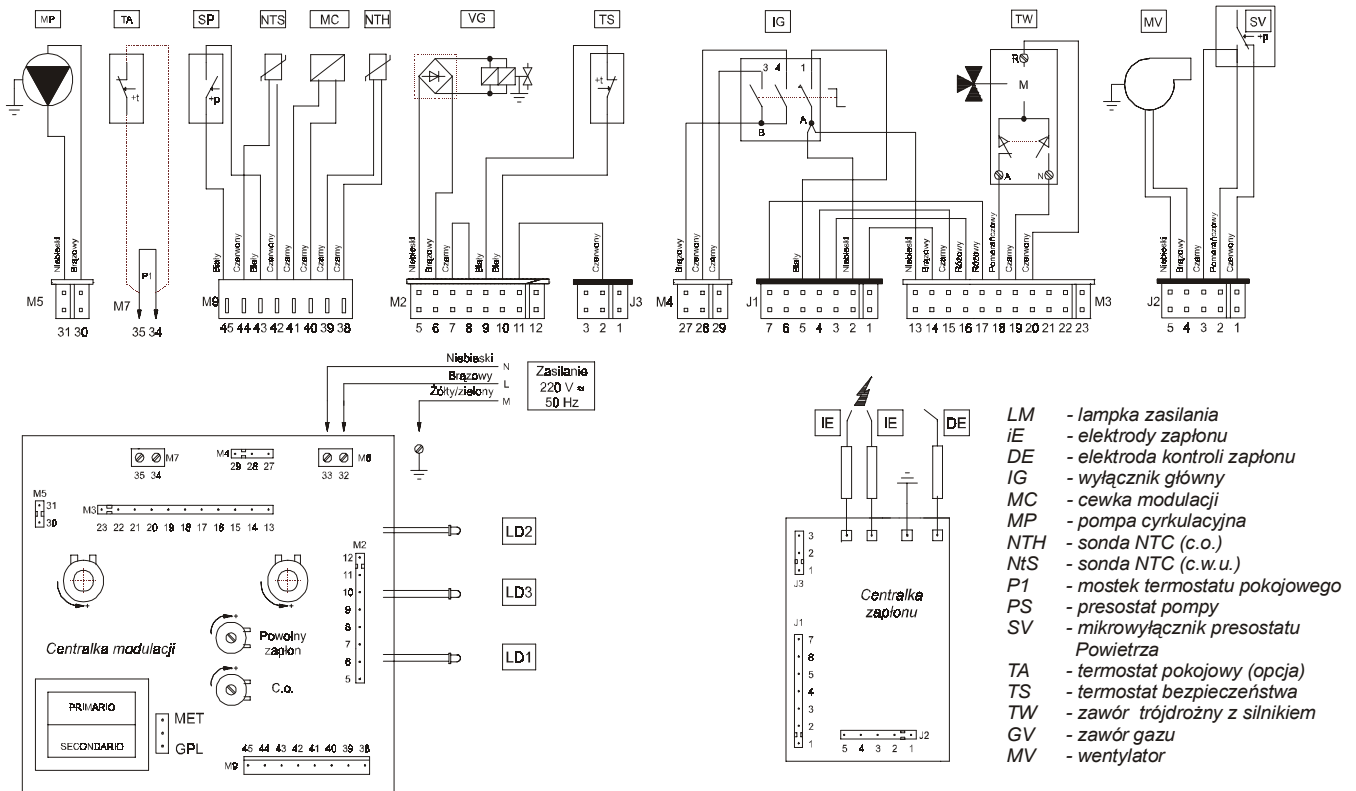 MP TA SP NTS MC NTH VG TS IG TW MV SV
+t +p +t 3 4 1 R M +p
B A A N
P1
Niebieski Brązowy Biały Czerwony Biały Czerwony Czarny Czarny Czarny Czerwony Niebieski Brązowy Czarny Biały Biały Czarny Czerwony Brązowy Czarny Czarny Biały Czerwony Czarny Różowy Różowy Pomarańczowy Czarny Czerwony Niebieski Brązowy Czarny Pomarańczowy Czerwony
M5 M7 M9 M2 J3 M4 J1 M3 J2
31 30 35 34 45 44 43 42 41 40 39 38 5 6 7 8 9 10 11 12 3 2 1 27 28 29 7 6 5 4 3 2 1 13 14 15 16 17 18 19 20 21 22 23 5 4 3 2 1
Niebieski N
Brązowy L
Żółty/zielony M
Zasilanie
220 V ≈
50 Hz
M7
35 34
M4
29 28 27
M6
33 32
M5
31
30
M3
23 22 21 20 19 18 17 16 15 14 13
M2
12
11
10
9
8
7
6
5
LD2
LD3
LD1
+
+
+
Powolny
zapłon
+
C.o.
Centralka modulacji
PRIMARIO
SECONDARIO
MET
GPL
45 44 43 42 41 40 39 38
M9
IE IE DE
3
2
1
J3
Centralka
zapłonu
J1
7
6
5
4
3
2
1
J2
5 4 3 2 1
LM - lampka zasilania
iE - elektrody zapłonu
DE - elektroda kontroli zapłonu
IG - wyłącznik główny
MC - cewka modulacji
MP - pompa cyrkulacyjna
NTH - sonda NTC (c.o.)
NtS - sonda NTC (c.w.u.)
P1 - mostek termostatu pokojowego
PS - presostat pompy
SV - mikrowyłącznik presostatu
Powietrza
TA - termostat pokojowy (opcja)
TS - termostat bezpieczeństwa
TW - zawór trójdrożny z silnikiem
GV - zawór gazu
MV - wentylator